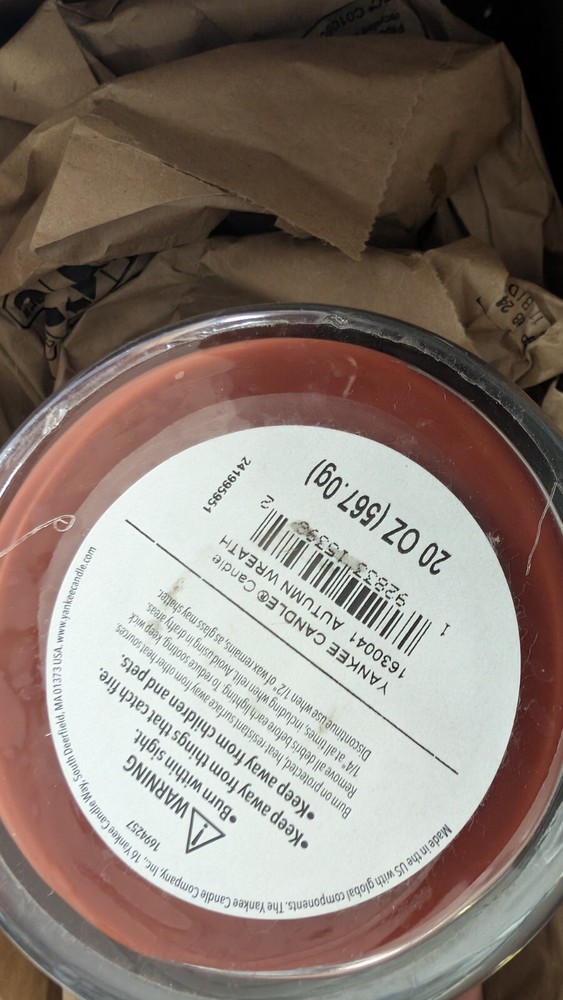 1694257
WARNING
•Burn within sight.
•Keep away from things that catch fire.
•Keep away from children and pets.
Burn on protected, heat resistant surface away from other heat sources.
Remove all debris before each lighting. To reduce sooting, keep wick
1/4" at all times, including when relit. Avoid using in drafty areas.
Discontinue use when 1/2" of wax remains, as glass may shatter.
YANKEE CANDLE® Candle
1630041 AUTUMN WREATH
1
2
20 OZ (567.0g)
241995951
Made in the US with global components. The Yankee Candle Company, Inc., 16 Yankee Candle Way, South Deerfield, MA 01373 USA. www.yankeecandle.com